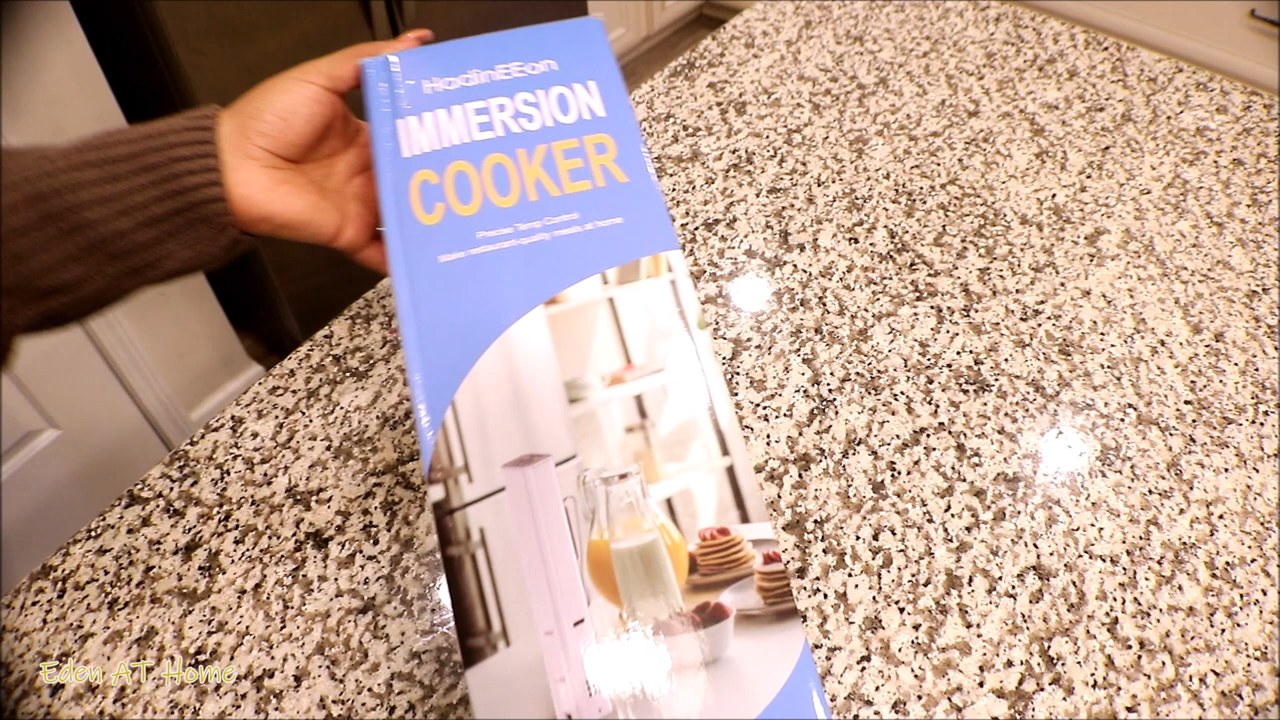 HadinEEon
IMMERSION
COOKER
Precise Temp Control
Make restaurant-quality meals at home
Eden AT Home